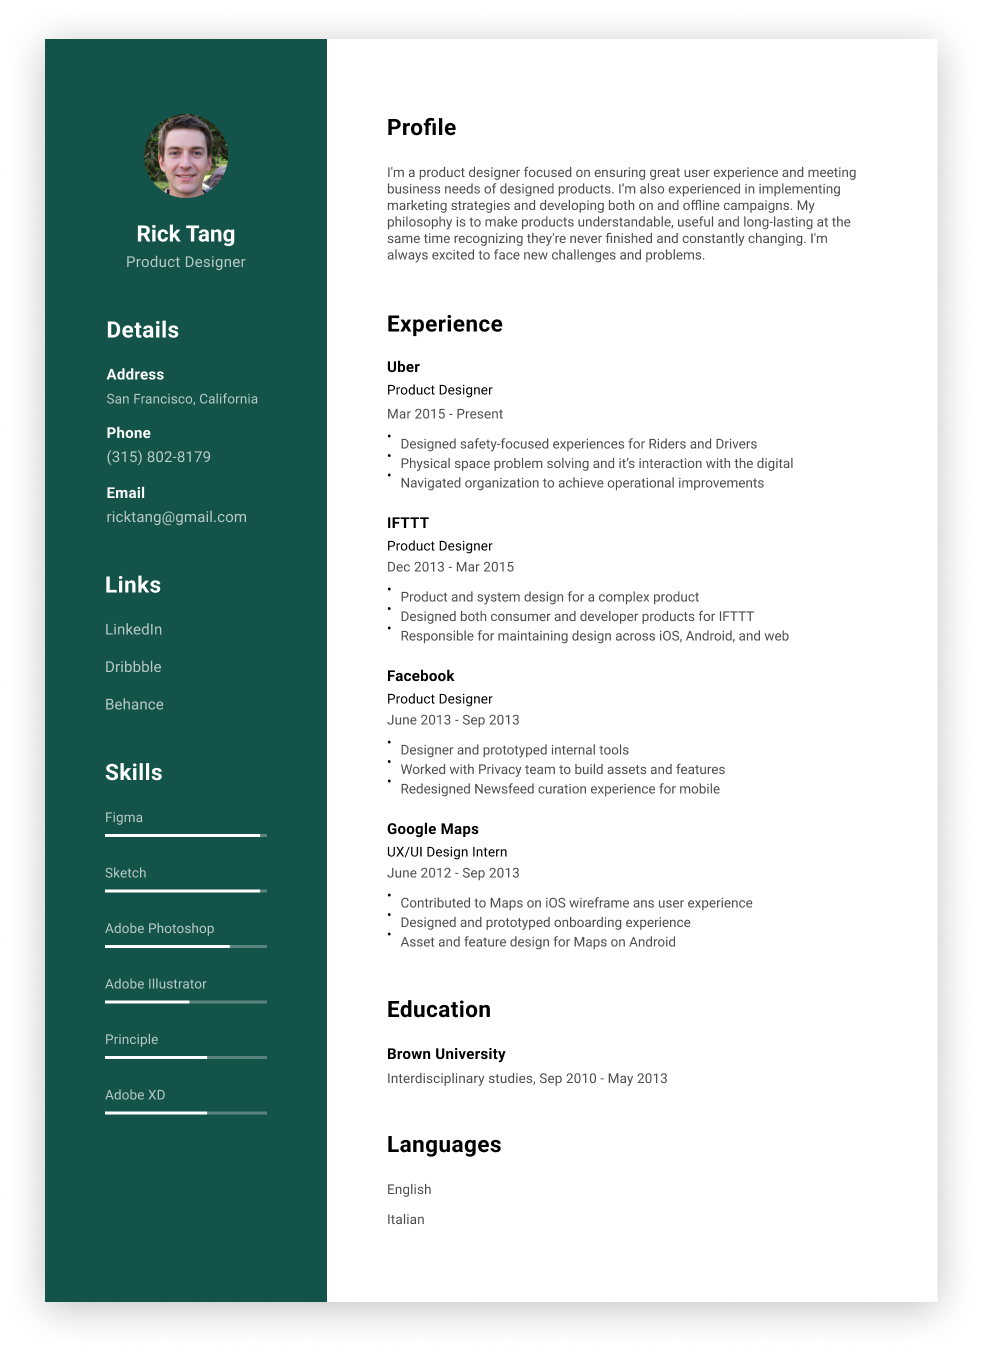 Rick Tang
Product Designer
Details
Address
San Francisco, California
Phone
(315) 802-8179
Email
ricktang@gmail.com
Links
LinkedIn
Dribbble
Behance
Skills
Figma
Sketch
Adobe Photoshop
Adobe Illustrator
Principle
Adobe XD
Profile
I'm a product designer focused on ensuring great user experience and meeting
business needs of designed products. I'm also experienced in implementing
marketing strategies and developing both on and offline campaigns. My
philosophy is to make products understandable, useful and long-lasting at the
same time recognizing they're never finished and constantly changing. I'm
always excited to face new challenges and problems.
Experience
Uber
Product Designer
Mar 2015 - Present
• Designed safety-focused experiences for Riders and Drivers
• Physical space problem solving and it's interaction with the digital
• Navigated organization to achieve operational improvements
IFTTT
Product Designer
Dec 2013 - Mar 2015
• Product and system design for a complex product
• Designed both consumer and developer products for IFTTT
• Responsible for maintaining design across iOS, Android, and web
Facebook
Product Designer
June 2013 - Sep 2013
• Designer and prototyped internal tools
• Worked with Privacy team to build assets and features
• Redesigned Newsfeed curation experience for mobile
Google Maps
UX/UI Design Intern
June 2012 - Sep 2013
• Contributed to Maps on iOS wireframe ans user experience
• Designed and prototyped onboarding experience
• Asset and feature design for Maps on Android
Education
Brown University
Interdisciplinary studies, Sep 2010 - May 2013
Languages
English
Italian